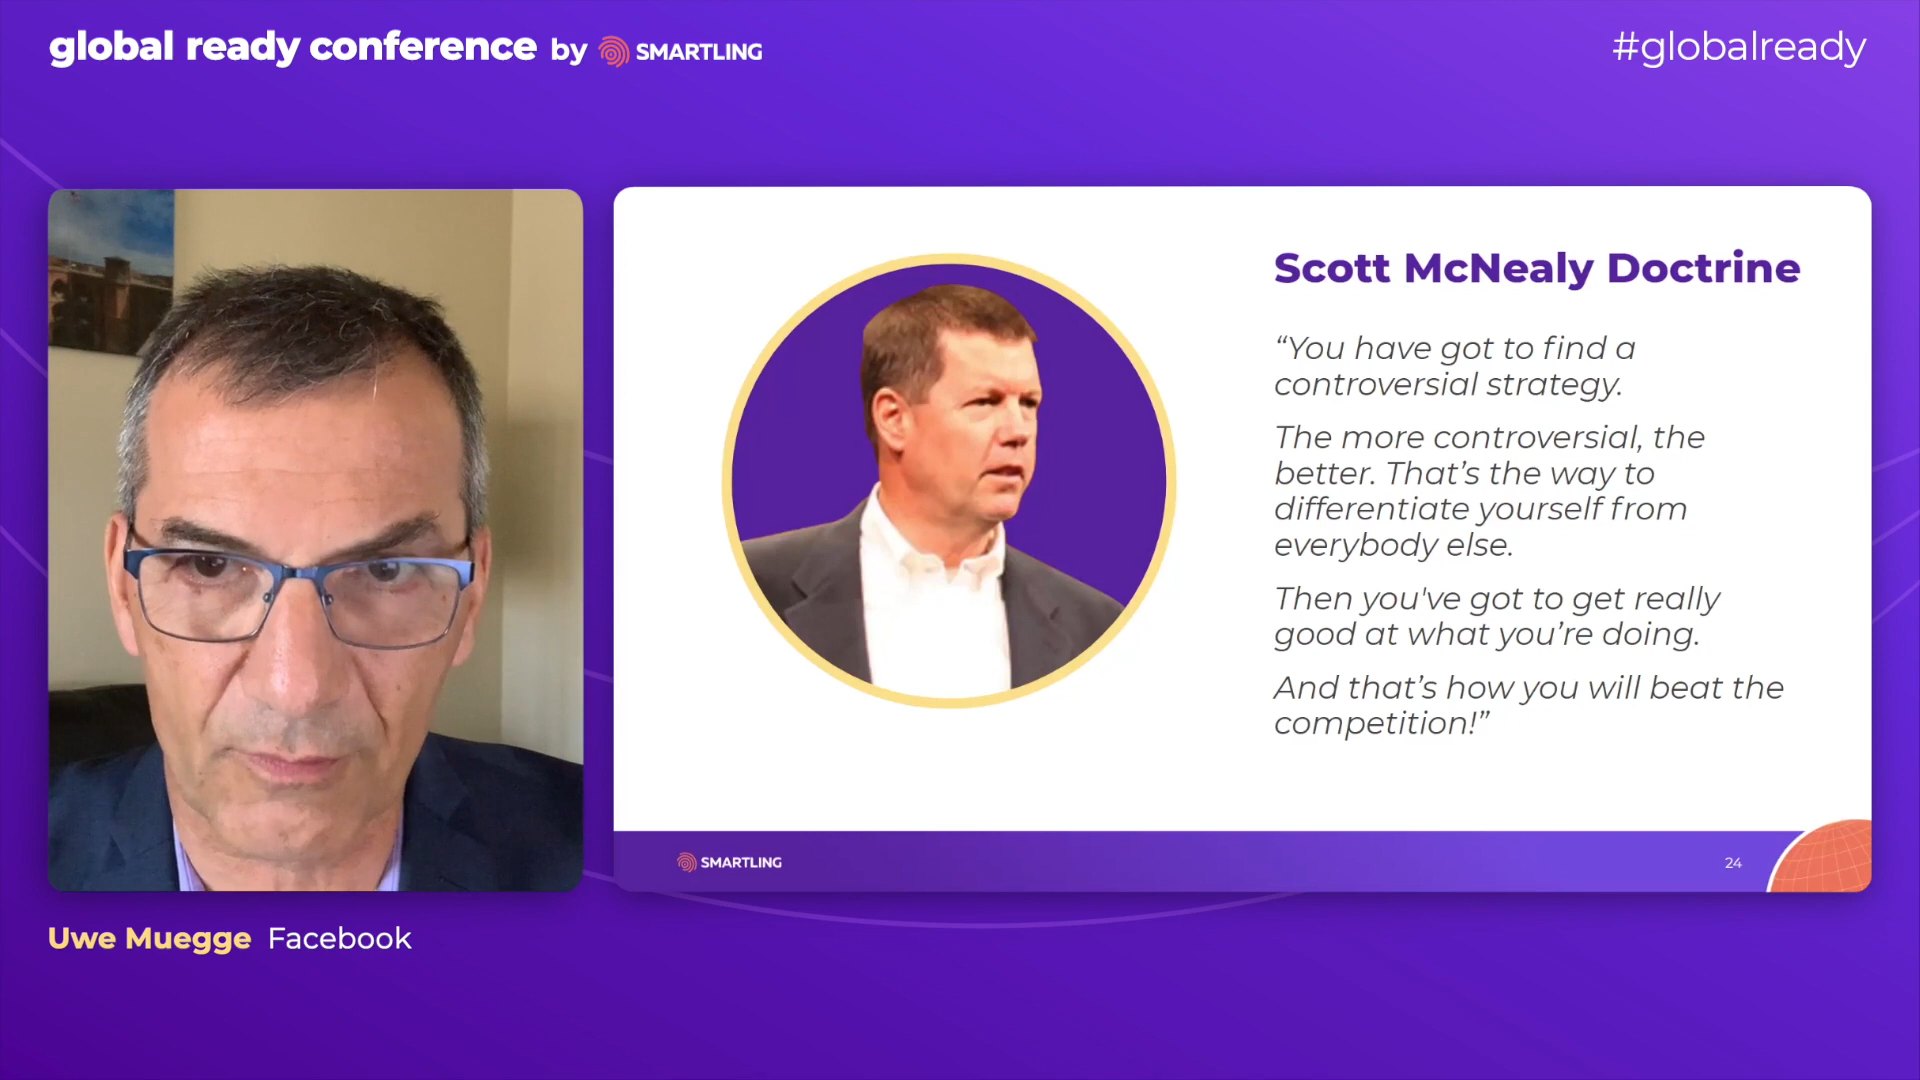 global ready conference by SMARTLING
#globalready
Scott McNealy Doctrine
“You have got to find a
controversial strategy.
The more controversial, the
better. That’s the way to
differentiate yourself from
everybody else.
Then you've got to get really
good at what you’re doing.
And that’s how you will beat the
competition!”
SMARTLING
24
Uwe Muegge Facebook